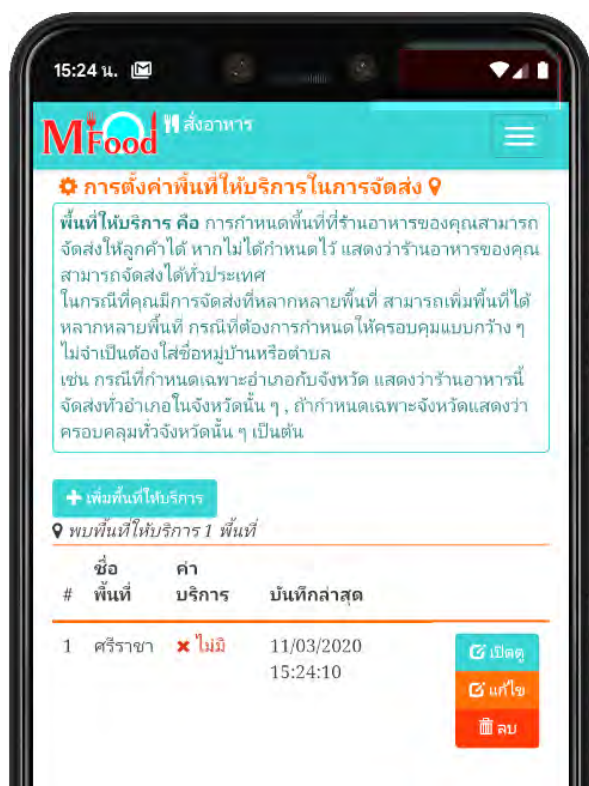 15:24 น.
MFood
สั่งอาหาร
การตั้งค่าพื้นที่ให้บริการในการจัดส่ง
พื้นที่ให้บริการ คือ การกำหนดพื้นที่ที่ร้านอาหารของคุณสามารถ
จัดส่งให้ลูกค้าได้ หากไม่ได้กำหนดไว้ แสดงว่าร้านอาหารของคุณ
สามารถจัดส่งได้ทั่วประเทศ
ในกรณีที่คุณมีการจัดส่งที่หลากหลายพื้นที่ สามารถเพิ่มพื้นที่ได้
หลากหลายพื้นที่ กรณีที่ต้องการกำหนดให้ครอบคุมแบบกว้าง ๆ
ไม่จำเป็นต้องใส่ชื่อหมู่บ้านหรือตำบล
เช่น กรณีที่กำหนดเฉพาะอำเภอกับจังหวัด แสดงว่าร้านอาหารนี้
จัดส่งทั่วอำเภอในจังหวัดนั้น ๆ , ถ้ากำหนดเฉพาะจังหวัดแสดงว่า
ครอบคลุมทั่วจังหวัดนั้น ๆ เป็นต้น
เพิ่มพื้นที่ให้บริการ
พบพื้นที่ให้บริการ 1 พื้นที่
ชื่อ ค่า
# พื้นที่ บริการ บันทึกล่าสุด
1 ศรีราชา ไม่มี 11/03/2020 เปิดดู
15:24:10
แก้ไข
ลบ